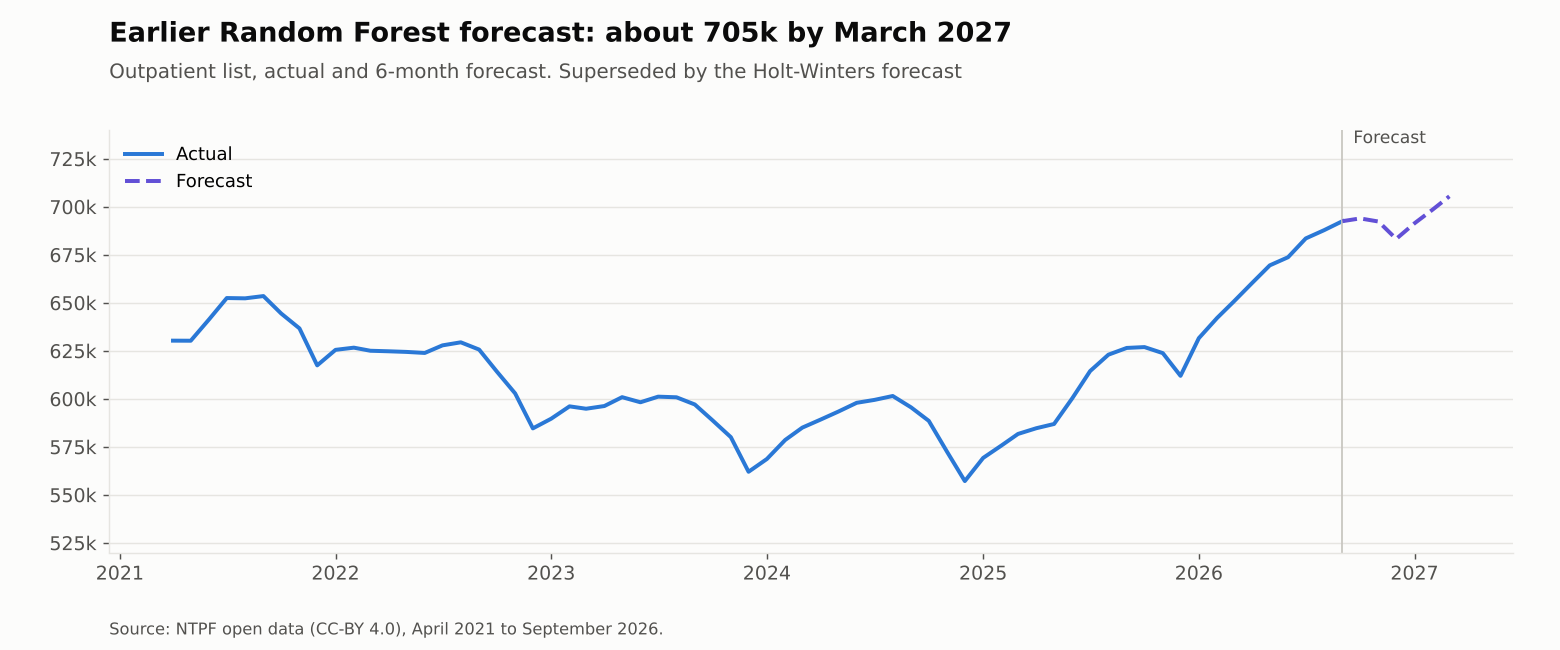 Earlier Random Forest forecast: about 705k by March 2027
Outpatient list, actual and 6-month forecast. Superseded by the Holt-Winters forecast
Forecast
Actual
Forecast
725k
700k
675k
650k
625k
600k
575k
550k
525k
2021 2022 2023 2024 2025 2026 2027
Source: NTPF open data (CC-BY 4.0), April 2021 to September 2026.